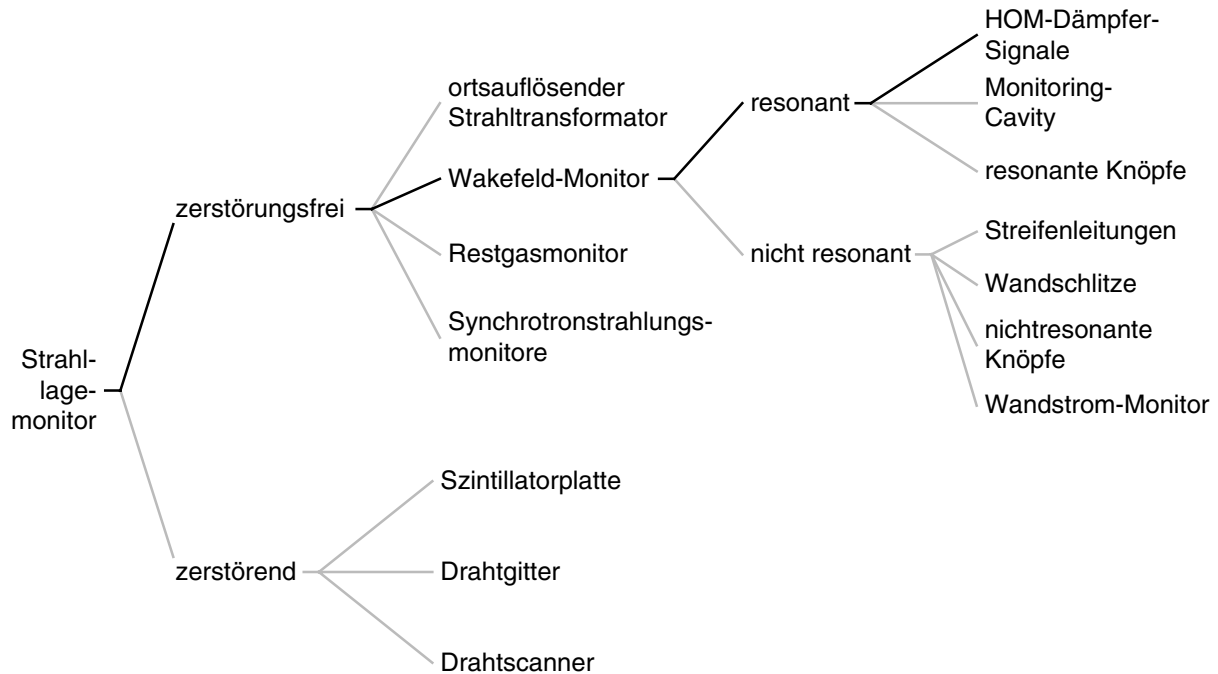 HOM-Dämpfer-
Signale
ortsauflösender
Strahltransformator
resonant
Monitoring-
Cavity
Wakefeld-Monitor
resonante Knöpfe
zerstörungsfrei
Streifenleitungen
Restgasmonitor
nicht resonant
Wandschlitze
Synchrotronstrahlungs-
monitore
nichtresonante
Knöpfe
Strahl-
lage-
monitor
Wandstrom-Monitor
Szintillatorplatte
zerstörend
Drahtgitter
Drahtscanner